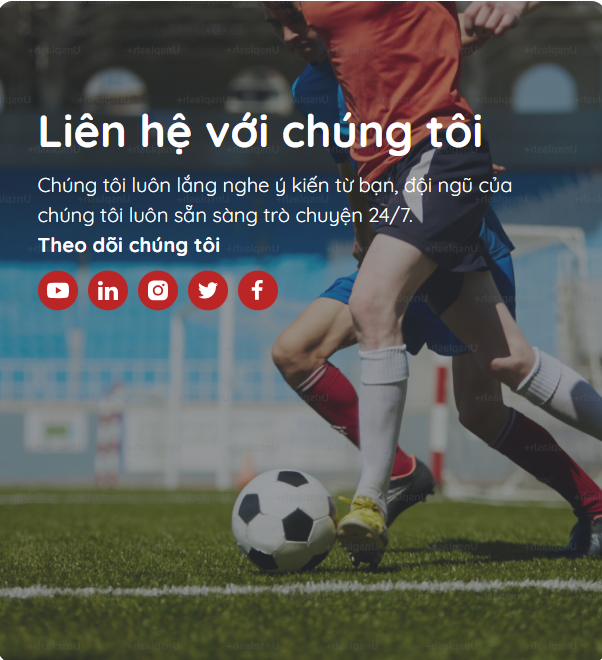 Liên hệ với chúng tôi
Chúng tôi luôn lắng nghe ý kiến từ bạn, đội ngũ của
chúng tôi luôn sẵn sàng trò chuyện 24/7.
Theo dõi chúng tôi